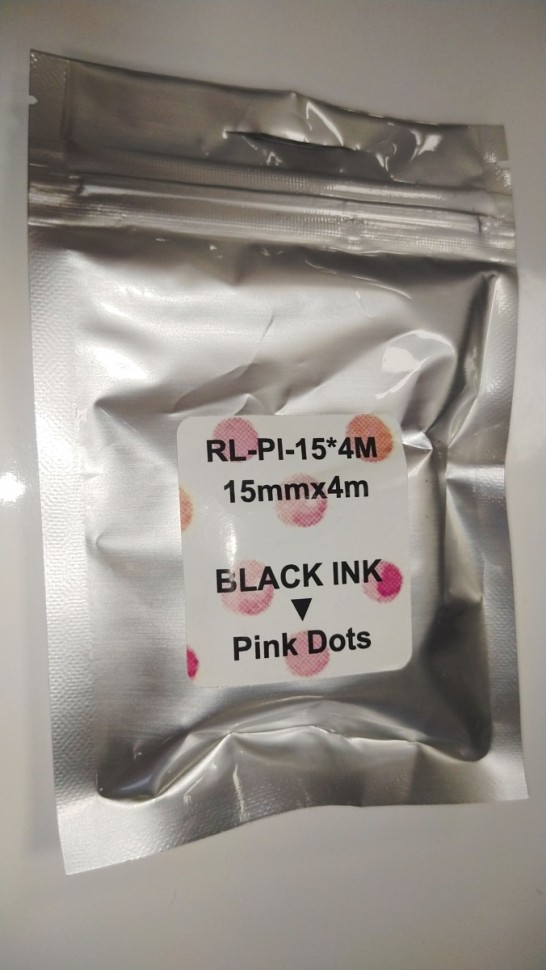 RL-PI-15*4M
15mmx4m
BLACK INK
▼
Pink Dots